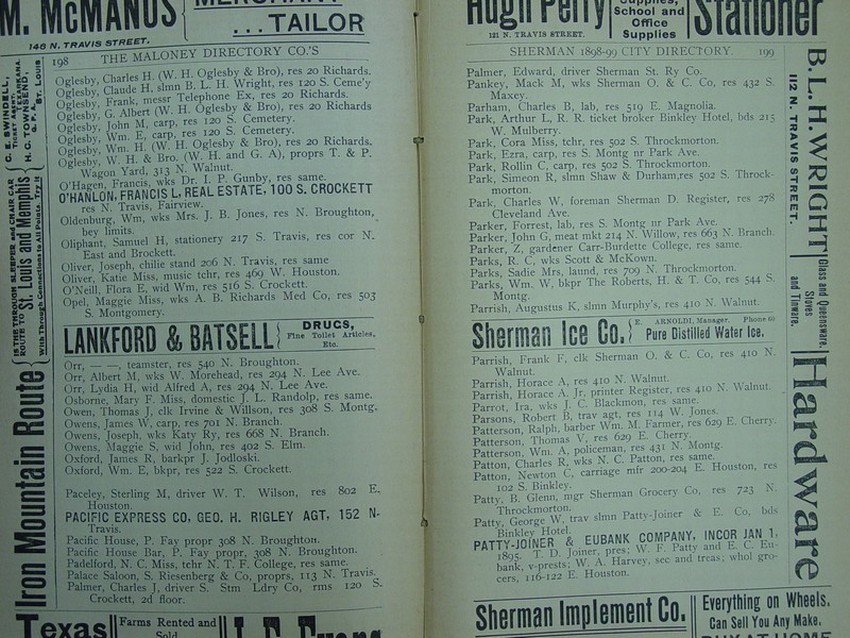 M. McMANUS
MERCHANT
... TAILOR
146 N. TRAVIS STREET.
198 THE MALONEY DIRECTORY CO.'S
Oglesby, Charles H. (W. H. Oglesby & Bro), res 20 Richards.
Oglesby, Claude H, slmn B. L. H. Wright, res 120 S. Ceme'y
Oglesby, Frank, messr Telephone Ex, res 20 Richards.
Oglesby, G. Albert (W. H. Oglesby & Bro), res 20 Richards
Oglesby, John M, carp, res 120 S. Cemetery.
Oglesby, Wm. E, carp, res 120 S. Cemetery.
Oglesby, Wm. H. (W. H. Oglesby & Bro), res 20 Richards.
Oglesby, W. H. & Bro. (W. H. and G. A), proprs T. & P.
Wagon Yard, 313 N. Walnut.
O'Hagen, Francis, wks Dr. I. P. Gunby, res same.
O'HANLON, FRANCIS L, REAL ESTATE, 100 S. CROCKETT
res N. Travis, Fairview.
Oldenburg, Wm, wks Mrs. J. B. Jones, res N. Broughton,
bey limits.
Oliphant, Samuel H, stationery 217 S. Travis, res cor N.
East and Brockett.
Oliver, Joseph, chilie stand 206 N. Travis, res same
Oliver, Katie Miss, music tchr, res 469 W. Houston.
O'Neill, Flora E, wid Wm, res 516 S. Crockett.
Opel, Maggie Miss, wks A. B. Richards Med Co, res 503
S. Montgomery.
LANKFORD & BATSELL
DRUGS,
Fine Toilet Articles,
Etc.
Orr, — —, teamster, res 540 N. Broughton.
Orr, Albert M, wks W. Morehead, res 294 N. Lee Ave.
Orr, Lydia H, wid Alfred A, res 294 N. Lee Ave.
Osborne, Mary F. Miss, domestic J. L. Randolp, res same.
Owen, Thomas J, clk Irving & Willson, res 308 S. Montg.
Owens, James W, carp, res 701 N. Branch.
Owens, Joseph, wks Katy Ry, res 668 N. Branch.
Owens, Maggie S, wid John, res 402 S. Elm.
Oxford, James R, barkpr J. Jodloski.
Oxford, Wm. E, bkpr, res 522 S. Crockett.
Paceley, Sterling M, driver W. T. Wilson, res 802 E,
Houston.
PACIFIC EXPRESS CO, GEO. H. RIGLEY AGT, 152 N-
Travis.
Pacific House, P. Fay propr 308 N. Broughton.
Pacific House Bar, P. Fay propr, 308 N. Broughton.
Padelford, N. C. Miss, tchr N. T. F. College, res same.
Palace Saloon, S. Riesenberg & Co, proprs, 113 N. Travis.
Palmer, Charles J, driver S. Stm Ldry Co, rms 120 S-
Crockett, 2d floor.
Texas
Farms Rented and
Sold
C. E. SWINDELL,
H. C. TOWNSEND,
G. P. A.
ST. LOUIS
Iron Mountain Route
IS THE THROUGH SLEEPER and CHAIR CAR
ROUTE TO St. Louis and Memphis
With Through Connections to All Points. Try it
Hugh Perry
121 N. TRAVIS STREET.
Supplies,
School and
Office
Supplies
Stationer
SHERMAN 1898-99 CITY DIRECTORY. 199
Palmer, Edward, driver Sherman St. Ry Co.
Pankey, Mack M, wks Sherman O. & C. Co, res 432 S.
Maxey.
Parham, Charles B, lab, res 519 E. Magnolia.
Park, Arthur L, R. R. ticket broker Binkley Hotel, bds 215
W. Mulberry.
Park, Cora Miss, tchr, res 502 S. Throckmorton.
Park, Ezra, carp, res S. Montg nr Park Ave.
Park, Rollin C, carp, res 502 S. Throckmorton.
Park, Simeon R, slmn Shaw & Durham,res 502 S. Throck-
morton.
Park, Charles W, foreman Sherman D. Register, res 278
Cleveland Ave.
Parker, Forrest, lab, res S. Montg nr Park Ave.
Parker, John G, meat mkt 214 N. Willow, res 663 N. Branch.
Parker, Z, gardener Carr-Burdette College, res same.
Parks, R. C, wks Scott & McKown.
Parks, Sadie Mrs, laund, res 709 N. Throckmorton.
Parks, Wm. W, bkpr The Roberts, H. & T. Co, res 544 S.
Montg.
Parrish, Augustus K, slmn Murphy's, res 410 N. Walnut.
Sherman Ice Co.
E. ARNOLDI, Manager. Phone 60
Pure Distilled Water Ice.
Parrish, Frank F, clk Sherman O. & C. Co, res 410 N.
Walnut.
Parrish, Horace A, res 410 N. Walnut.
Parrish, Horace A. Jr, printer Register, res 410 N. Walnut.
Parrot, Ira, wks J. C. Blackmon, res same.
Parsons, Robert B, trav agt, res 114 W. Jones.
Patterson, Ralph, barber Wm. M. Farmer, res 629 E. Cherry.
Patterson, Thomas V, res 629 E. Cherry.
Patterson, Wm. A, policeman, res 431 N. Montg.
Patton, Charles R, wks N. C. Patton, res same.
Patton, Newton C, carriage mfr 200-204 E. Houston, res
102 S. Binkley.
Patty, B. Glenn, mgr Sherman Grocery Co, res 723 N.
Throckmorton.
Patty, George W, trav slmn Patty-Joiner & E. Co, bds
Binkley Hotel.
PATTY-JOINER & EUBANK COMPANY, INCOR JAN 1,
1895. T. D. Joiner, pres; W. F. Patty and E. C. Eu-
bank, v-prests; W. A. Harvey, sec and treas; whol gro-
cers, 116-122 E. Houston.
Sherman Implement Co.
Everything on Wheels.
Can Sell You Any Make.
BUY AT HOME
B. L. H. WRIGHT
112 N. TRAVIS STREET.
Glass and Queensware,
Stoves
and Tinware.
Hardware